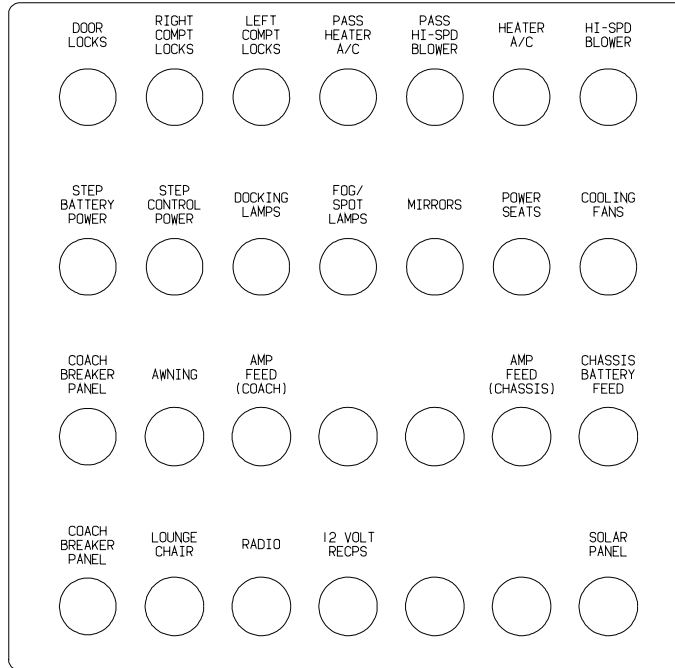 DOOR
LOCKS
RIGHT
COMPT
LOCKS
LEFT
COMPT
LOCKS
PASS
HEATER
A/C
PASS
HI-SPD
BLOWER
HEATER
A/C
HI-SPD
BLOWER
STEP
BATTERY
POWER
STEP
CONTROL
POWER
DOCKING
LAMPS
FOG/
SPOT
LAMPS
MIRRORS
POWER
SEATS
COOLING
FANS
COACH
BREAKER
PANEL
AWNING
AMP
FEED
(COACH)
AMP
FEED
(CHASSIS)
CHASSIS
BATTERY
FEED
COACH
BREAKER
PANEL
LOUNGE
CHAIR
RADIO
12 VOLT
RECPS
SOLAR
PANEL